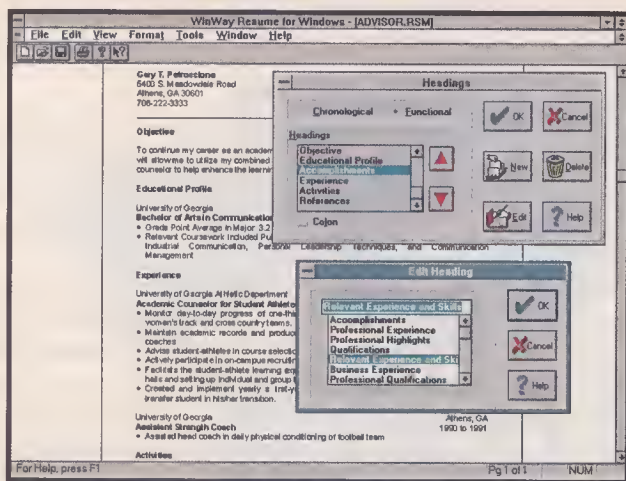 WinWay Resume for Windows - [ADVISOR.RSM]
File Edit View Format Tools Window Help
Gary T. Petrosslone
5400 S. Meadowdale Road
Athens, GA 30601
706-222-3333
Objective
To continue my career as an academ
will allow me to utilize my combined
counselor to help enhance the learnin
Educational Profile
University of Georgia
Bachelor of Arts in Communication
• Grade Point Average in Major 3.2
• Relevant Coursework Included Pu
Industrial Communication, Personal Leadership Techniques, and Communication
Management
Experience
University of Georgia Athletic Department
Academic Counselor for Student Athlete
• Monitor day-to-day progress of one-thi
women's track and cross country teams.
• Maintain academic records and produc
coaches
• Advise student-athletes in course selectio
• Actively participate in on-campus recruitin
• Facilitate the student-athlete learning
halls and setting up individual and group
• Created and implement yearly a first-y
transfer student in his/her transition.
University of Georgia Athens, GA
Assistant Strength Coach 1990 to 1991
• Assisted head coach in daily physical conditioning of football team
Activities
Headings
Chronological Functional
Headings
Objective
Educational Profile
Accomplishments
Experience
Activities
References
Colon
OK
Cancel
New
Delete
Edit
Help
Edit Heading
Relevant Experience and Skills
Accomplishments
Professional Experience
Professional Highlights
Qualifications
Relevant Experience and Ski
Business Experience
Professional Qualifications
OK
Cancel
Help
For Help, press F1
Pg 1 of 1
NUM